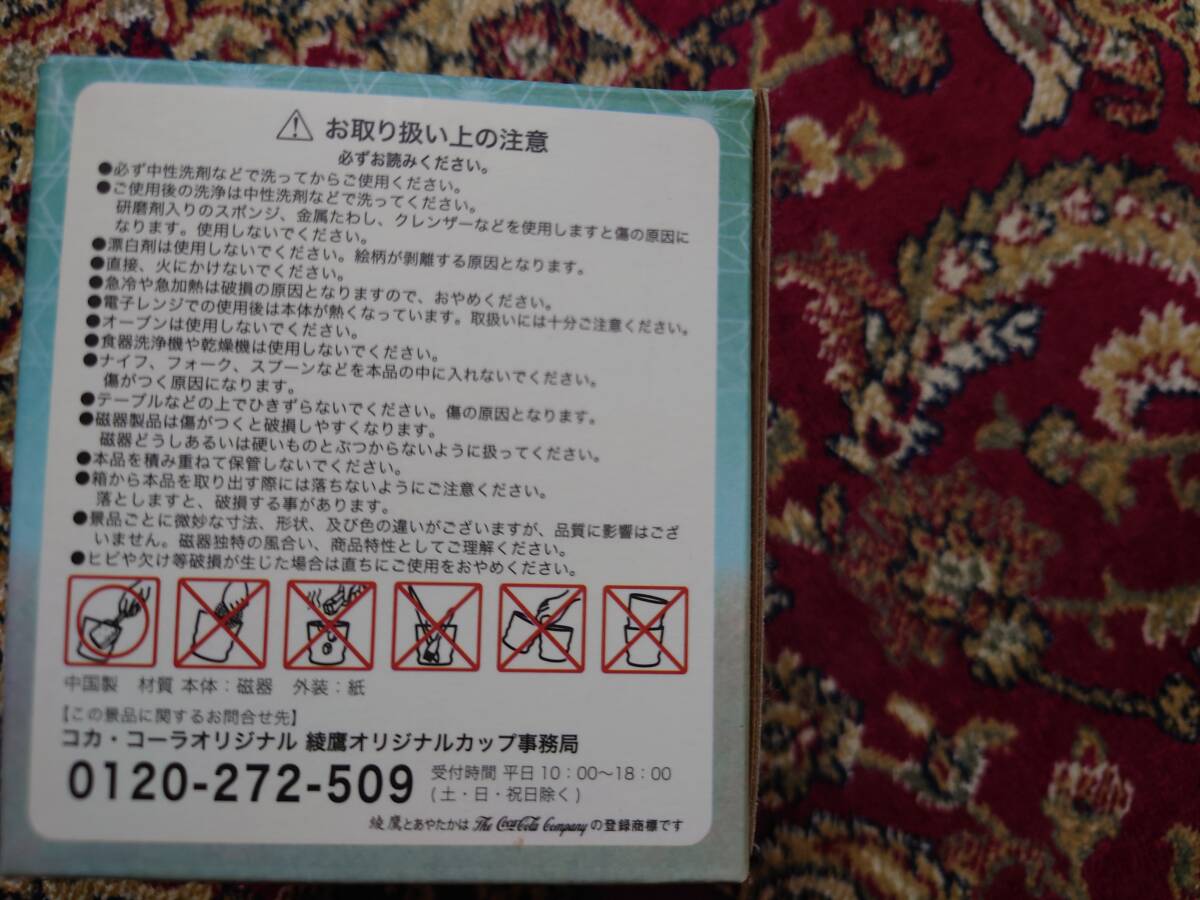 お取り扱い上の注意
必ずお読みください。
●必ず中性洗剤などで洗ってからご使用ください。
●ご使用後の洗浄は中性洗剤などで洗ってください。
研磨剤入りのスポンジ、金属たわし、クレンザーなどを使用しますと傷の原因に
なります。使用しないでください。
●漂白剤は使用しないでください。絵柄が剥離する原因となります。
●直接、火にかけないでください。
●急冷や急加熱は破損の原因となりますので、おやめください。
●電子レンジでの使用後は本体が熱くなっています。取扱いには十分ご注意ください。
●オーブンは使用しないでください。
●食器洗浄機や乾燥機は使用しないでください。
●ナイフ、フォーク、スプーンなどを本品の中に入れないでください。
傷がつく原因になります。
●テーブルなどの上でひきずらないでください。傷の原因となります。
●磁器製品は傷がつくと破損しやすくなります。
磁器どうしあるいは硬いものとぶつからないように扱ってください。
●本品を積み重ねて保管しないでください。
●箱から本品を取り出す際には落ちないようにご注意ください。
落としますと、破損する事があります。
●景品ごとに微妙な寸法、形状、及び色の違いがございますが、品質に影響はござ
いません。磁器独特の風合い、商品特性としてご理解ください。
●ヒビや欠け等破損が生じた場合は直ちにご使用をおやめください。
中国製 材質 本体：磁器 外装：紙
【この景品に関するお問合せ先】
コカ・コーラオリジナル 綾鷹オリジナルカップ事務局
0120-272-509
受付時間 平日10：00〜18：00
(土・日・祝日除く)
綾鷹とあやたかは The Coca-Cola Company の登録商標です